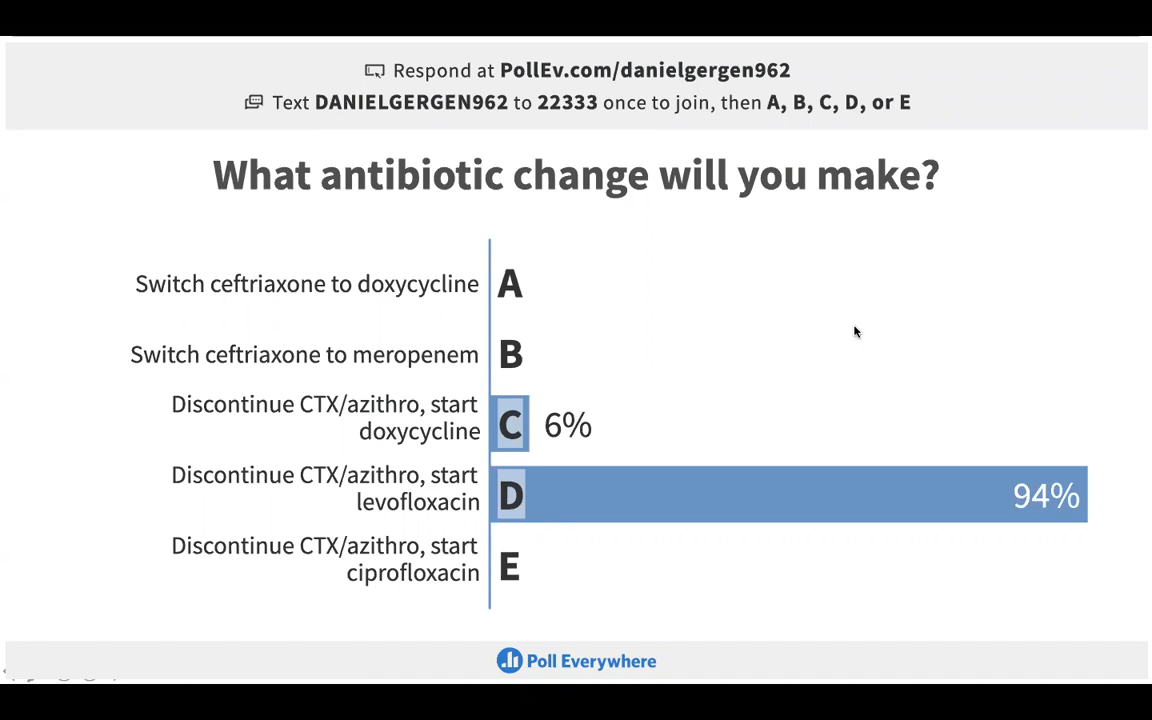 Respond at PollEv.com/danielgergen962
Text DANIELGERGEN962 to 22333 once to join, then A, B, C, D, or E
What antibiotic change will you make?
Switch ceftriaxone to doxycycline A
Switch ceftriaxone to meropenem B
Discontinue CTX/azithro, start
doxycycline C 6%
Discontinue CTX/azithro, start
levofloxacin D 94%
Discontinue CTX/azithro, start
ciprofloxacin E
Poll Everywhere